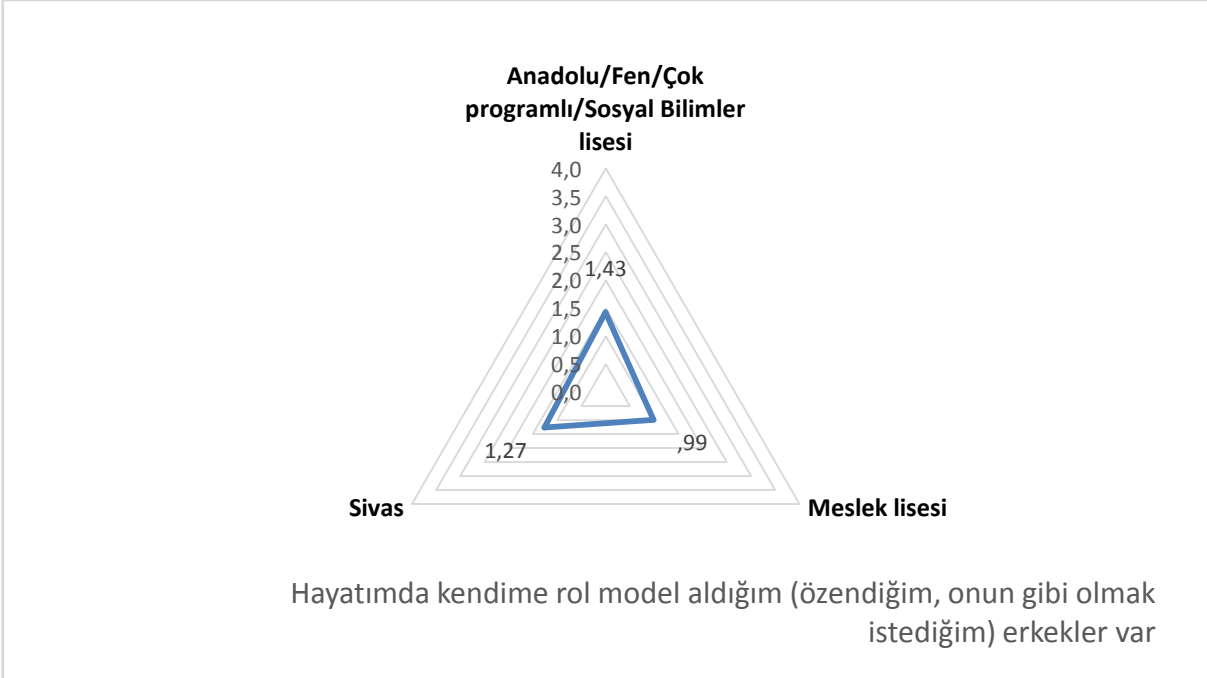 Anadolu/Fen/Çok
programlı/Sosyal Bilimler
lisesi
4,0
3,5
3,0
2,5
1,43
2,0
1,5
1,0
0,5
0,0
,99
1,27
Sivas
Meslek lisesi
Hayatımda kendime rol model aldığım (özendiğim, onun gibi olmak
istediğim) erkekler var